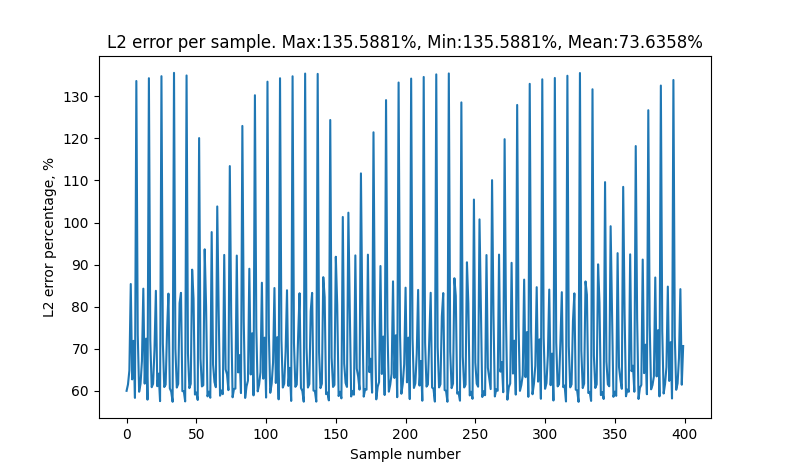 L2 error per sample. Max:135.5881%, Min:135.5881%, Mean:73.6358%
130
120
110
100
90
80
70
60
L2 error percentage, %
0 50 100 150 200 250 300 350 400
Sample number